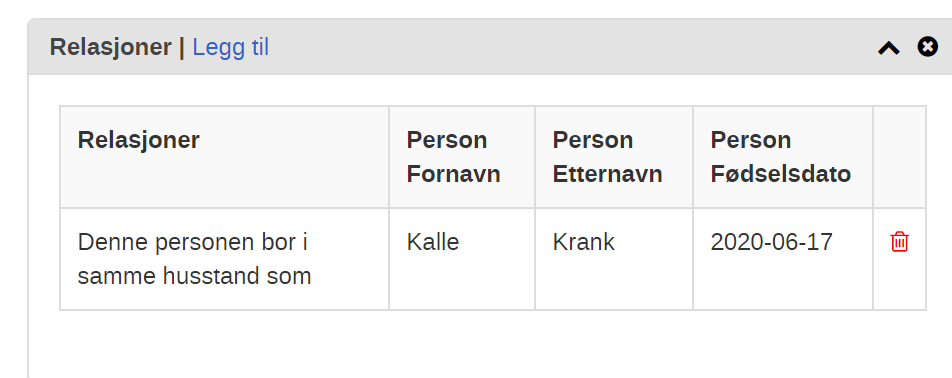 Relasjoner | Legg til
Relasjoner
Person
Fornavn
Person
Etternavn
Person
Fødselsdato
Denne personen bor i
samme husstand som
Kalle
Krank
2020-06-17